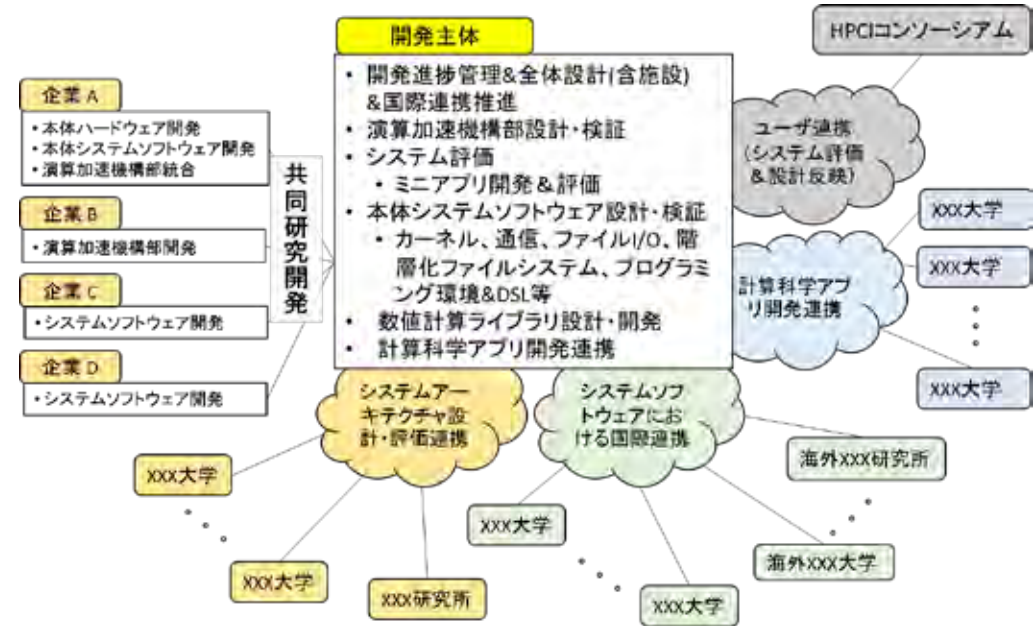 開発主体
• 開発進捗管理&全体設計(含施設)
&国際連携推進
• 演算加速機構部設計・検証
• システム評価
• ミニアプリ開発&評価
• 本体システムソフトウェア設計・検証
• カーネル、通信、ファイルI/O、階
層化ファイルシステム、プログラミ
ング環境&DSL等
• 数値計算ライブラリ設計・開発
• 計算科学アプリ開発連携
企業 A
• 本体ハードウェア開発
• 本体システムソフトウェア開発
• 演算加速機構部統合
企業 B
• 演算加速機構部開発
企業 C
• システムソフトウェア開発
企業 D
• システムソフトウェア開発
共同研究開発
HPCIコンソーシアム
ユーザ連携
(システム評価
&設計反映)
計算科学アプ
リ開発連携
XXX大学
XXX大学
XXX大学
システムアー
キテクチャ設
計・評価連携
XXX大学
XXX大学
XXX研究所
システムソフ
トウェアにお
ける国際連携
XXX大学
XXX大学
海外XXX大学
海外XXX研究所